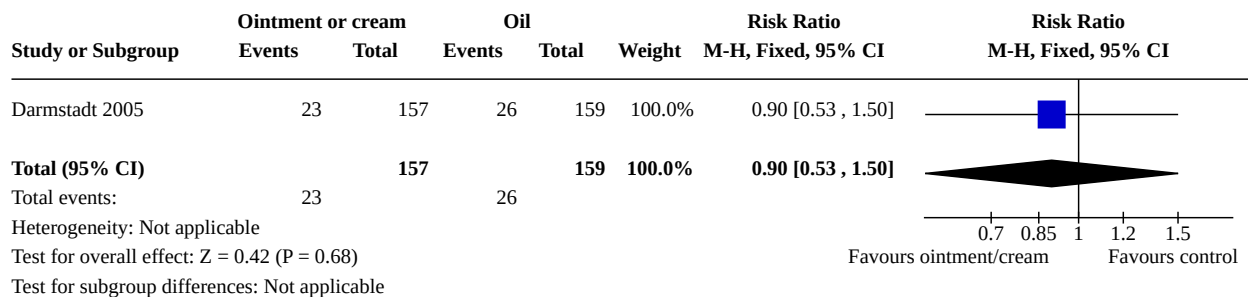 Ointment or cream Oil Risk Ratio Risk Ratio
Study or Subgroup Events Total Events Total Weight M-H, Fixed, 95% CI M-H, Fixed, 95% CI
Darmstadt 2005 23 157 26 159 100.0% 0.90 [0.53 , 1.50]
Total (95% CI) 157 159 100.0% 0.90 [0.53 , 1.50]
Total events: 23 26
Heterogeneity: Not applicable
0.7 0.85 1 1.2 1.5
Test for overall effect: Z = 0.42 (P = 0.68) Favours ointment/cream Favours control
Test for subgroup differences: Not applicable